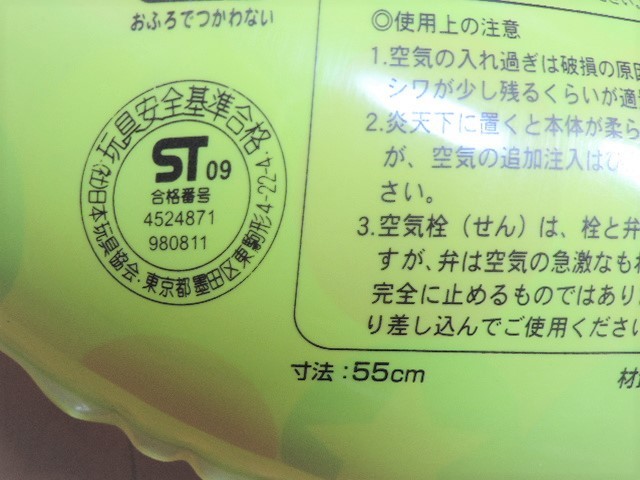 おふろでつかわない
玩具安全基準合格
ST 09
合格番号
4524871
980811
(社)日本玩具協会・東京都墨田区東駒形4-22-4・
◎使用上の注意
1.空気の入れ過ぎは破損の原因
シワが少し残るくらいが適
2.炎天下に置くと本体が柔ら
が、空気の追加注入は
さい。
3.空気栓（せん）は、栓と弁
すが、弁は空気の急激なも
完全に止めるものではあり
り差し込んでご使用ください
寸法：55cm
材